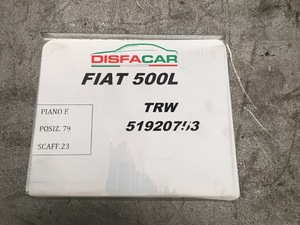 DISFACAR
FIAT 500L
TRW
51920753
PIANO E
POSIZ. 79
SCAFF.23